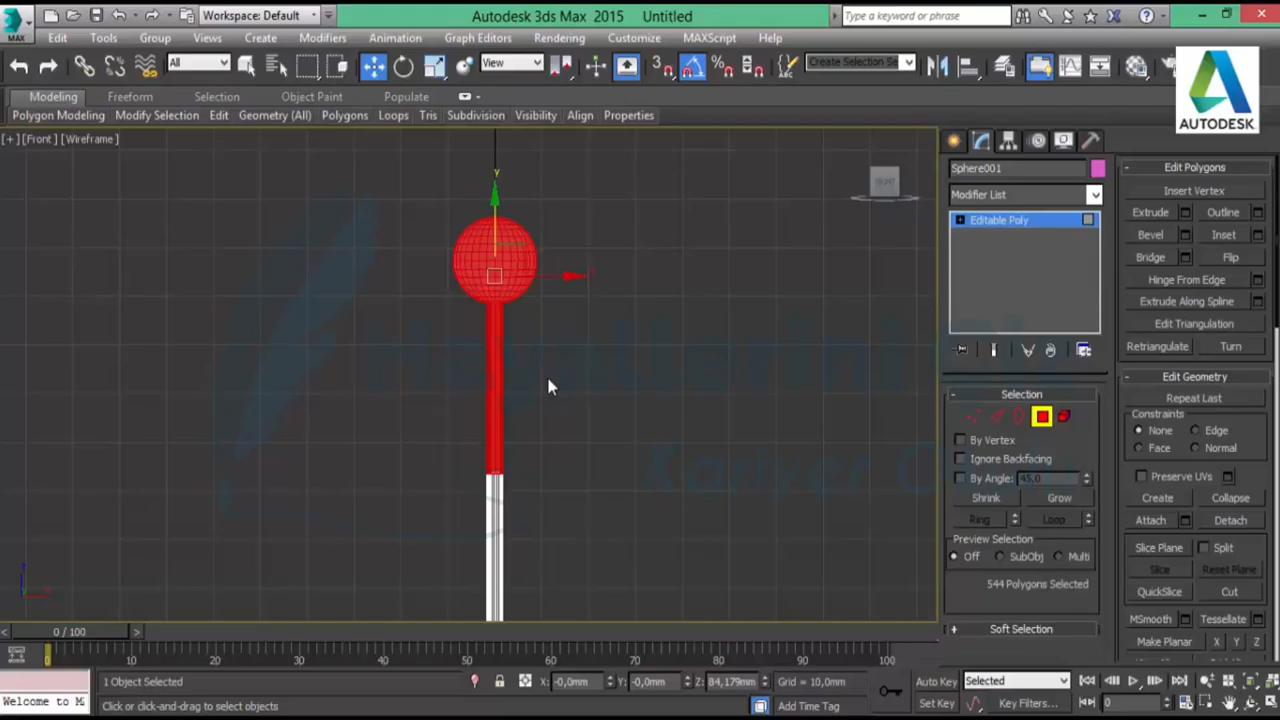 Workspace: Default
Autodesk 3ds Max 2015 Untitled
Type a keyword or phrase
MAX
Edit Tools Group Views Create Modifiers Animation Graph Editors Rendering Customize MAXScript Help
All
View
3
Create Selection Se
AUTODESK
Modeling Freeform Selection Object Paint Populate
Polygon Modeling Modify Selection Edit Geometry (All) Polygons Loops Tris Subdivision Visibility Align Properties
[+] [Front] [Wireframe]
y
FRONT
Sphere001
Modifier List
Editable Poly
Selection
By Vertex
Ignore Backfacing
By Angle: 45,0
Shrink Grow
Ring Loop
Preview Selection
Off SubObj Multi
544 Polygons Selected
Soft Selection
Edit Polygons
Insert Vertex
Extrude Outline
Bevel Inset
Bridge Flip
Hinge From Edge
Extrude Along Spline
Edit Triangulation
Retriangulate Turn
Edit Geometry
Repeat Last
Constraints
None Edge
Face Normal
Preserve UVs
Create Collapse
Attach Detach
Slice Plane Split
Slice Reset Plane
QuickSlice Cut
MSmooth Tessellate
Make Planar X Y Z
Kariyer
0 / 100
10 20 30 40 50 60 70 80 90 100
1 Object Selected
X: -0,0mm Y: -0,0mm Z: 84,179mm Grid = 10,0mm
Auto Key Selected
Welcome to M
Click or click-and-drag to select objects
Add Time Tag
Set Key Key Filters... 0